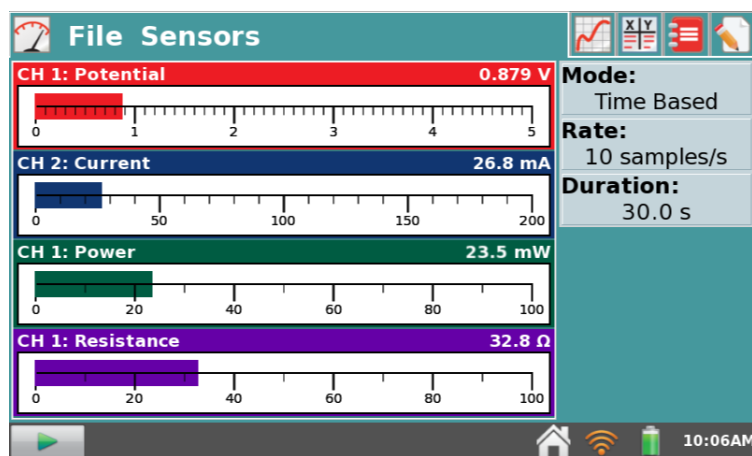 File Sensors
X Y
CH 1: Potential 0.879 V
0 1 2 3 4 5
CH 2: Current 26.8 mA
0 50 100 150 200
CH 1: Power 23.5 mW
0 20 40 60 80 100
CH 1: Resistance 32.8 Ω
0 20 40 60 80 100
Mode:
Time Based
Rate:
10 samples/s
Duration:
30.0 s
10:06AM